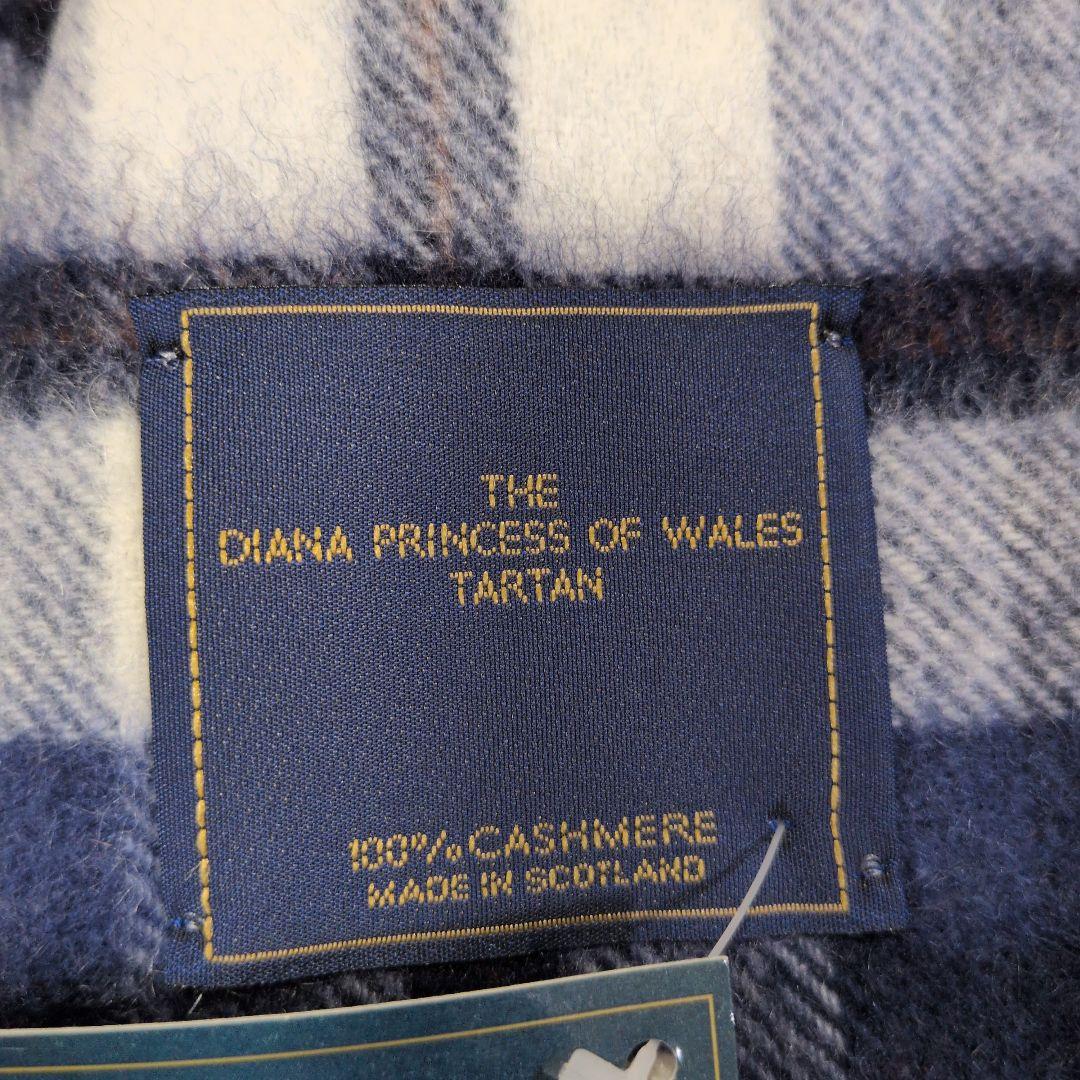 THE
DIANA PRINCESS OF WALES
TARTAN
100% CASHMERE
MADE IN SCOTLAND